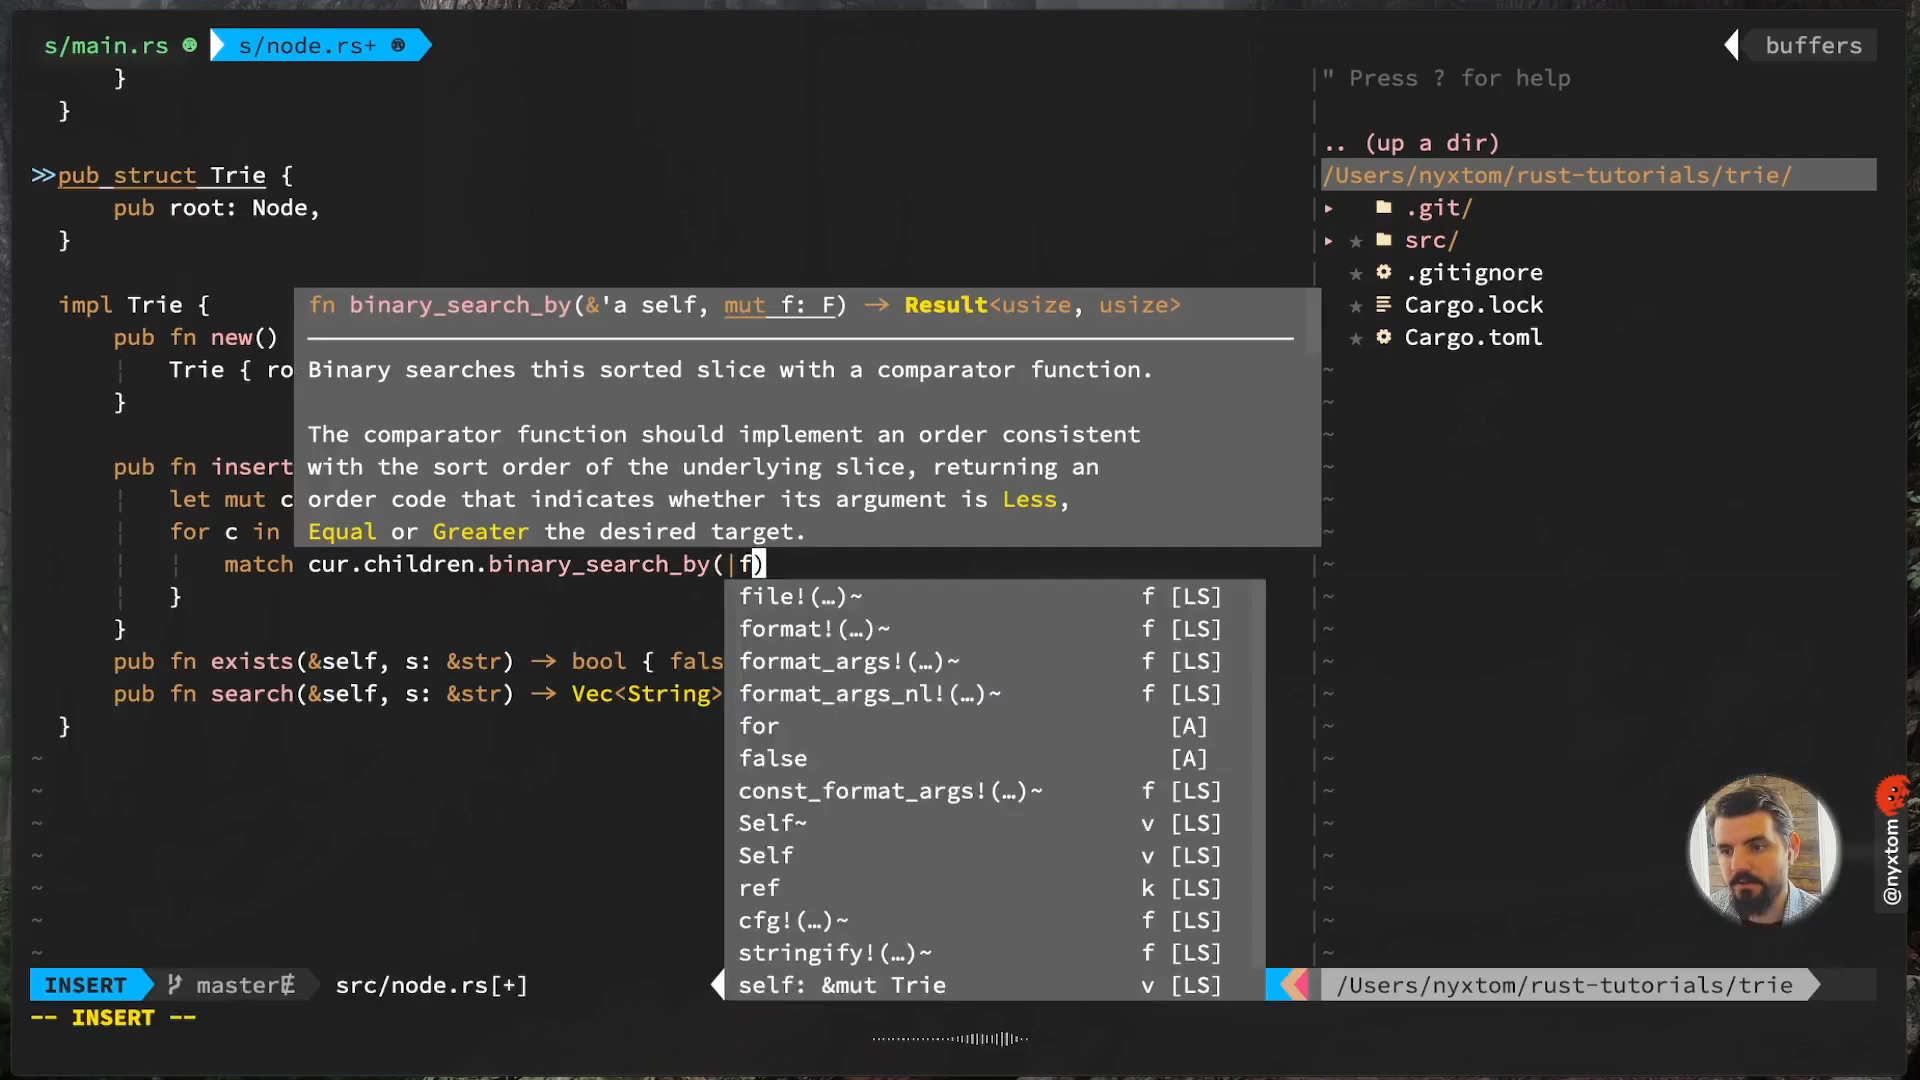 s/main.rs
s/node.rs+
buffers
}
}
>>pub struct Trie {
pub root: Node,
}
impl Trie {
pub fn new()
Trie { ro
}
pub fn insert
let mut c
for c in
fn binary_search_by(&'a self, mut f: F) → Result<usize, usize>
Binary searches this sorted slice with a comparator function.
The comparator function should implement an order consistent
with the sort order of the underlying slice, returning an
order code that indicates whether its argument is Less,
Equal or Greater the desired target.
match cur.children.binary_search_by(|f)
}
}
pub fn exists(&self, s: &str) → bool { fals
pub fn search(&self, s: &str) → Vec<String>
}
file!(…)~ f [LS]
format!(…)~ f [LS]
format_args!(…)~ f [LS]
format_args_nl!(…)~ f [LS]
for [A]
false [A]
const_format_args!(…)~ f [LS]
Self~ v [LS]
Self v [LS]
ref k [LS]
cfg!(…)~ f [LS]
stringify!(…)~ f [LS]
self: &mut Trie v [LS]
" Press ? for help
.. (up a dir)
/Users/nyxtom/rust-tutorials/trie/
.git/
src/
.gitignore
Cargo.lock
Cargo.toml
@nyxtom
INSERT master src/node.rs[+]
/Users/nyxtom/rust-tutorials/trie
-- INSERT --